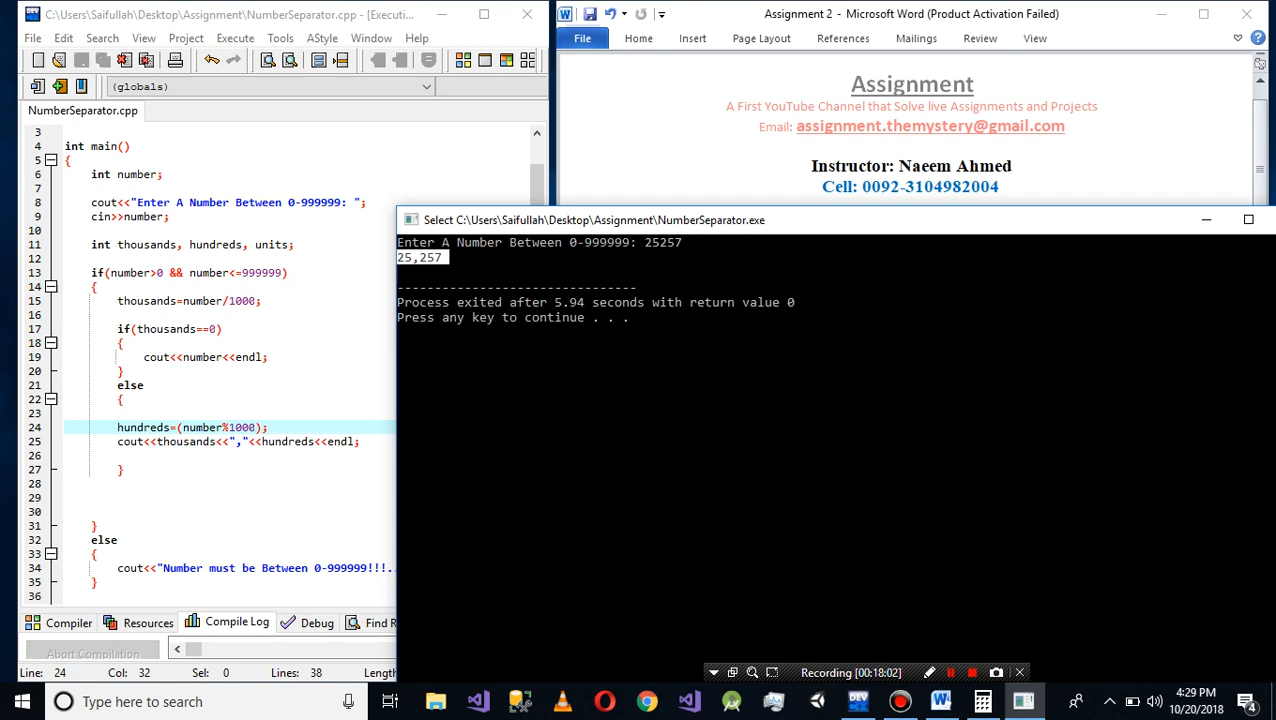 C:\Users\Saifullah\Desktop\Assignment\NumberSeparator.cpp - [Executi...
File Edit Search View Project Execute Tools AStyle Window Help
(globals)
NumberSeparator.cpp
3
4 int main()
5 {
6 int number;
7
8 cout<<"Enter A Number Between 0-999999: ";
9 cin>>number;
10
11 int thousands, hundreds, units;
12
13 if(number>0 && number<=999999)
14 {
15 thousands=number/1000;
16
17 if(thousands==0)
18 {
19 cout<<number<<endl;
20 }
21 else
22 {
23
24 hundreds=(number%1000);
25 cout<<thousands<<","<<hundreds<<endl;
26
27 }
28
29
30
31 }
32 else
33 {
34 cout<<"Number must be Between 0-999999!!!..
35 }
36
Compiler Resources Compile Log Debug Find R
Abort Compilation
Line: 24 Col: 32 Sel: 0 Lines: 38 Length
Assignment 2 - Microsoft Word (Product Activation Failed)
File Home Insert Page Layout References Mailings Review View
Assignment
A First YouTube Channel that Solve live Assignments and Projects
Email: assignment.themystery@gmail.com
Instructor: Naeem Ahmed
Cell: 0092-3104982004
Select C:\Users\Saifullah\Desktop\Assignment\NumberSeparator.exe
Enter A Number Between 0-999999: 25257
25,257
--------------------------------
Process exited after 5.94 seconds with return value 0
Press any key to continue . . .
Recording [00:18:02]
Type here to search
DEV
4:29 PM
10/20/2018
4